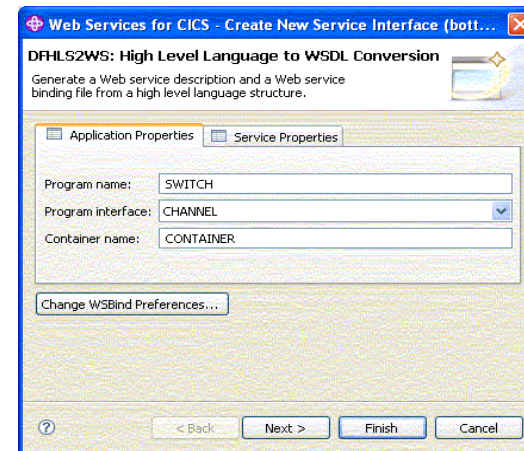 Web Services for CICS - Create New Service Interface (bott...
DFHLS2WS: High Level Language to WSDL Conversion
Generate a Web service description and a Web service
binding file from a high level language structure.
Application Properties
Service Properties
Program name: SWITCH
Program interface: CHANNEL
Container name: CONTAINER
Change WSBind Preferences...
? < Back Next > Finish Cancel